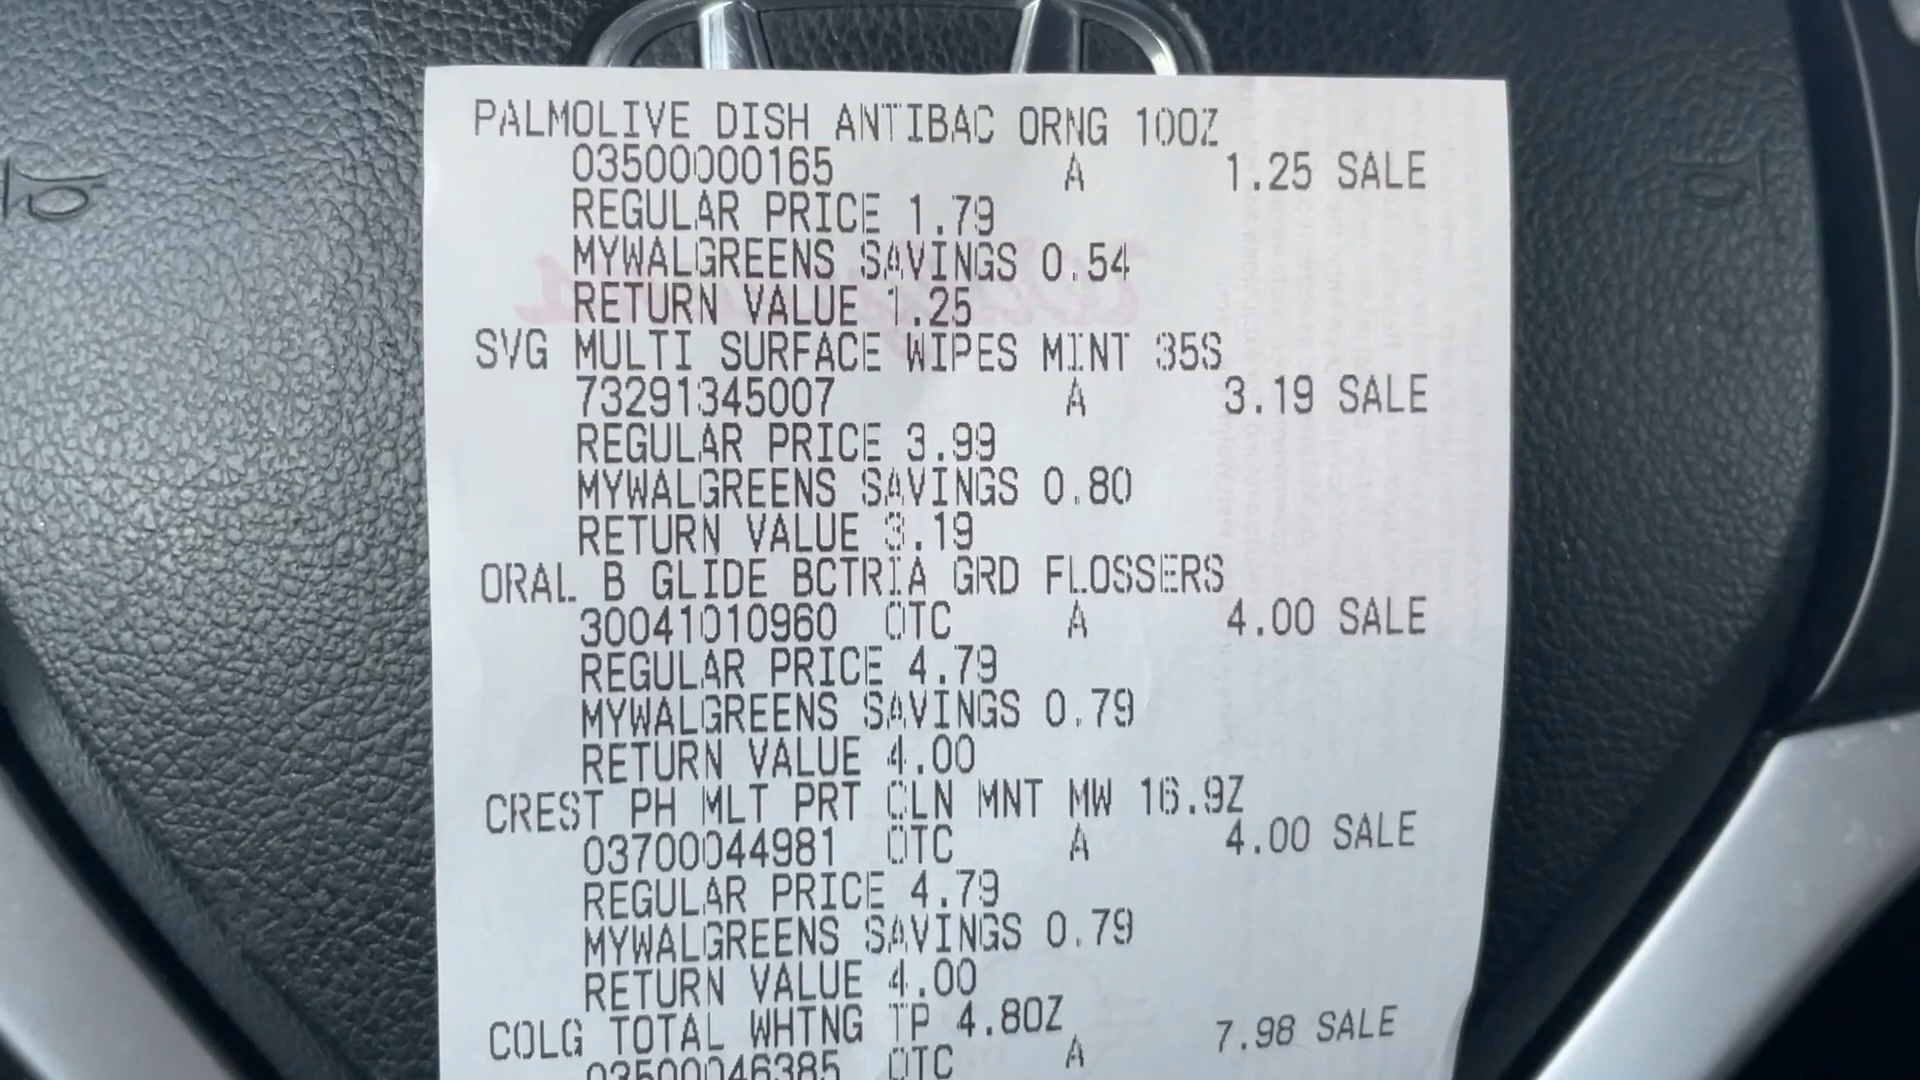 PALMOLIVE DISH ANTIBAC ORNG 10OZ
03500000165 A 1.25 SALE
REGULAR PRICE 1.79
MYWALGREENS SAVINGS 0.54
RETURN VALUE 1.25
SVG MULTI SURFACE WIPES MINT 35S
73291345007 A 3.19 SALE
REGULAR PRICE 3.99
MYWALGREENS SAVINGS 0.80
RETURN VALUE 3.19
ORAL B GLIDE BCTRIA GRD FLOSSERS
30041010960 OTC A 4.00 SALE
REGULAR PRICE 4.79
MYWALGREENS SAVINGS 0.79
RETURN VALUE 4.00
CREST PH MLT PRT CLN MNT MW 16.9Z
03700044981 OTC A 4.00 SALE
REGULAR PRICE 4.79
MYWALGREENS SAVINGS 0.79
RETURN VALUE 4.00
COLG TOTAL WHTNG TP 4.8OZ
03500046385 OTC A 7.98 SALE